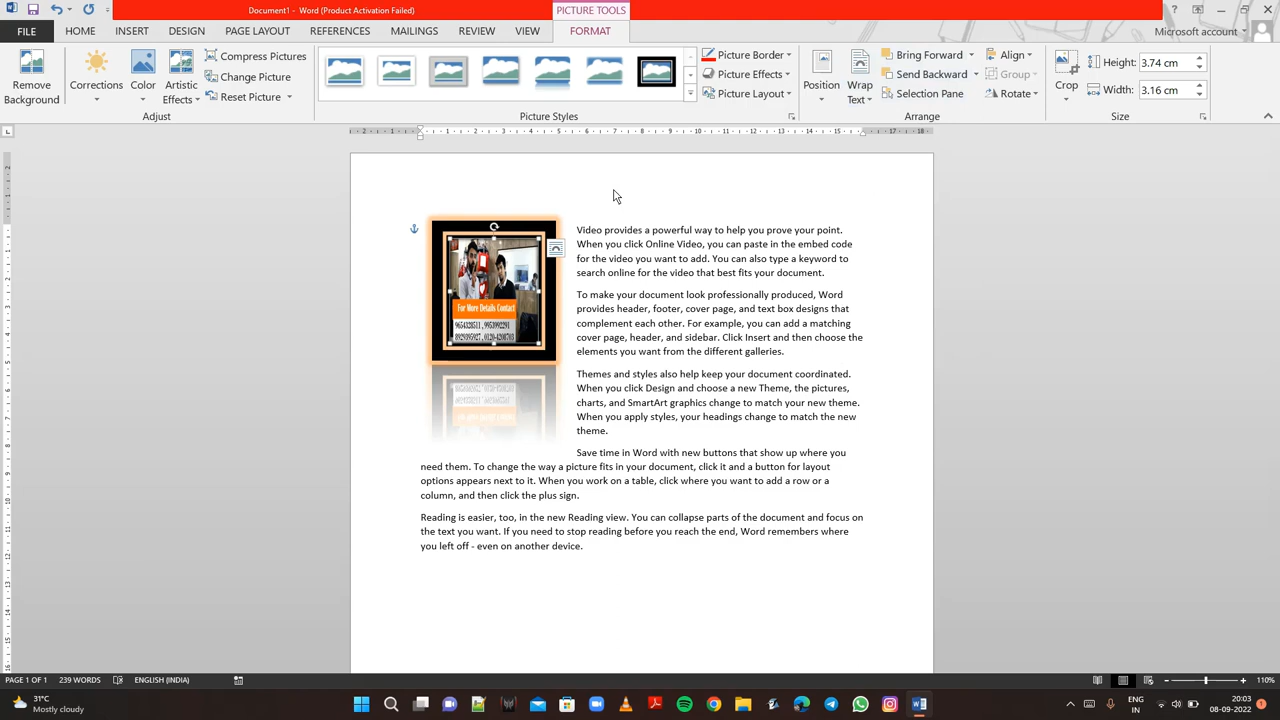 Document1 - Word (Product Activation Failed)
PICTURE TOOLS
FILE HOME INSERT DESIGN PAGE LAYOUT REFERENCES MAILINGS REVIEW VIEW FORMAT
Microsoft account
Remove Background
Corrections
Color
Artistic Effects
Compress Pictures
Change Picture
Reset Picture
Adjust
Picture Border
Picture Effects
Picture Layout
Picture Styles
Position
Wrap Text
Bring Forward
Send Backward
Selection Pane
Align
Group
Rotate
Arrange
Crop
Height: 3.74 cm
Width: 3.16 cm
Size
For More Details Contact
Video provides a powerful way to help you prove your point.
When you click Online Video, you can paste in the embed code
for the video you want to add. You can also type a keyword to
search online for the video that best fits your document.
To make your document look professionally produced, Word
provides header, footer, cover page, and text box designs that
complement each other. For example, you can add a matching
cover page, header, and sidebar. Click Insert and then choose the
elements you want from the different galleries.
Themes and styles also help keep your document coordinated.
When you click Design and choose a new Theme, the pictures,
charts, and SmartArt graphics change to match your new theme.
When you apply styles, your headings change to match the new
theme.
Save time in Word with new buttons that show up where you
need them. To change the way a picture fits in your document, click it and a button for layout
options appears next to it. When you work on a table, click where you want to add a row or a
column, and then click the plus sign.
Reading is easier, too, in the new Reading view. You can collapse parts of the document and focus on
the text you want. If you need to stop reading before you reach the end, Word remembers where
you left off - even on another device.
PAGE 1 OF 1 239 WORDS ENGLISH (INDIA) 110%
31°C
Mostly cloudy
ENG
IN
20:03
08-09-2022